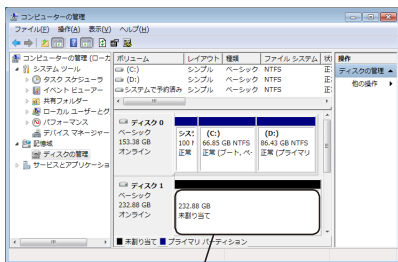 コンピューターの管理
ファイル(F) 操作(A) 表示(V) ヘルプ(H)
コンピューターの管理 (ローカ
システム ツール
タスク スケジューラ
イベント ビューアー
共有フォルダー
ローカル ユーザーとグ
パフォーマンス
デバイス マネージャー
記憶域
ディスクの管理
サービスとアプリケーショ
ボリューム レイアウト 種類 ファイル システム 状
(C:) シンプル ベーシック NTFS 正
(D:) シンプル ベーシック NTFS 正
システムで予約済み シンプル ベーシック NTFS 正
ディスク 0
ベーシック
153.38 GB
オンライン
シス
100 M
正常
(C:)
66.85 GB NTFS
正常 (ブート, ペー
(D:)
86.43 GB NTFS
正常 (プライマリ
ディスク 1
ベーシック
232.88 GB
オンライン
232.88 GB
未割り当て
未割り当て プライマリ パーティション
操作
ディスクの管理
他の操作